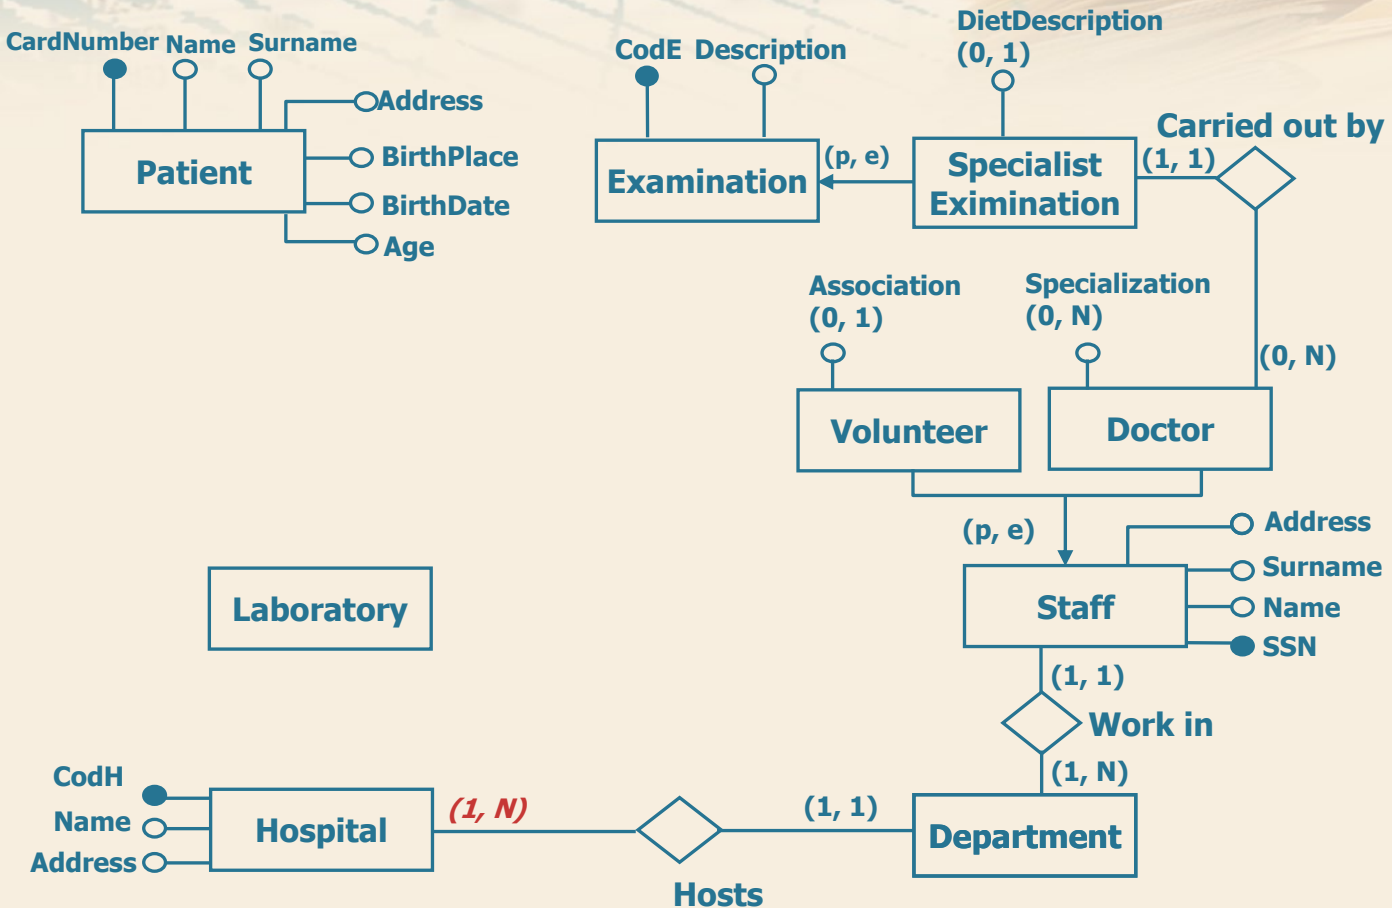 DietDescription
(0, 1)
CardNumber
Name
Surname
CodE
Description
Address
Patient
BirthPlace
BirthDate
Age
Examination
(p, e)
Specialist
Eximination
(1, 1)
Carried out by
Association
(0, 1)
Specialization
(0, N)
(0, N)
Volunteer
Doctor
(p, e)
Address
Surname
Name
SSN
Staff
Laboratory
(1, 1)
Work in
(1, N)
CodH
Name
Address
Hospital
(1, N)
Hosts
(1, 1)
Department